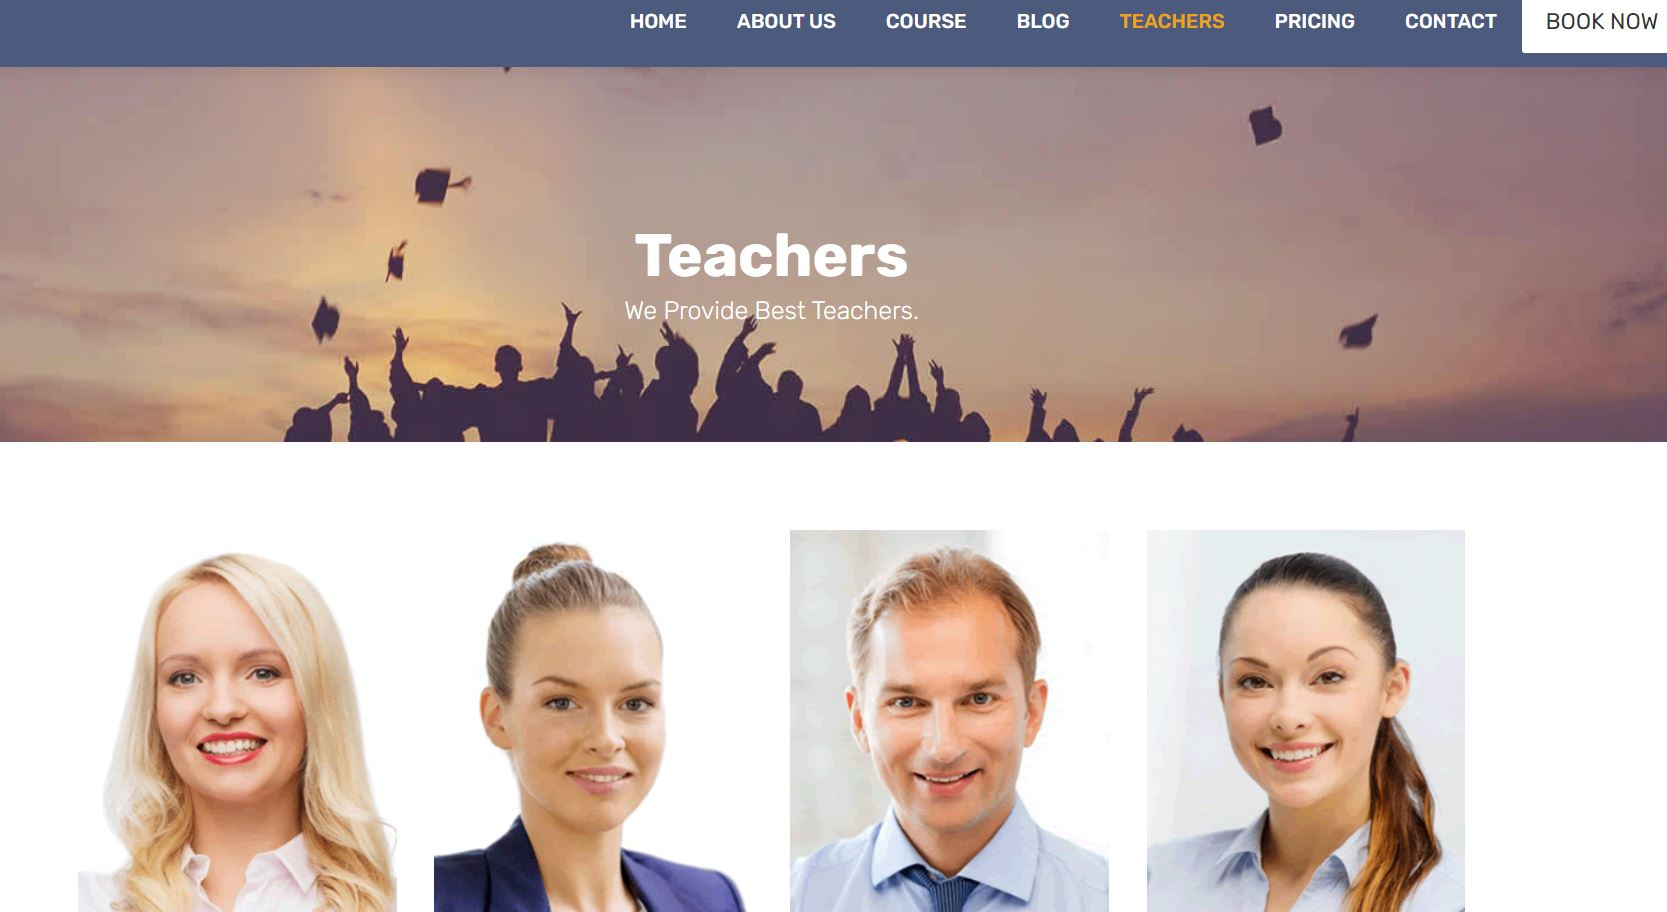 HOME ABOUT US COURSE BLOG TEACHERS PRICING CONTACT BOOK NOW
Teachers
We Provide Best Teachers.